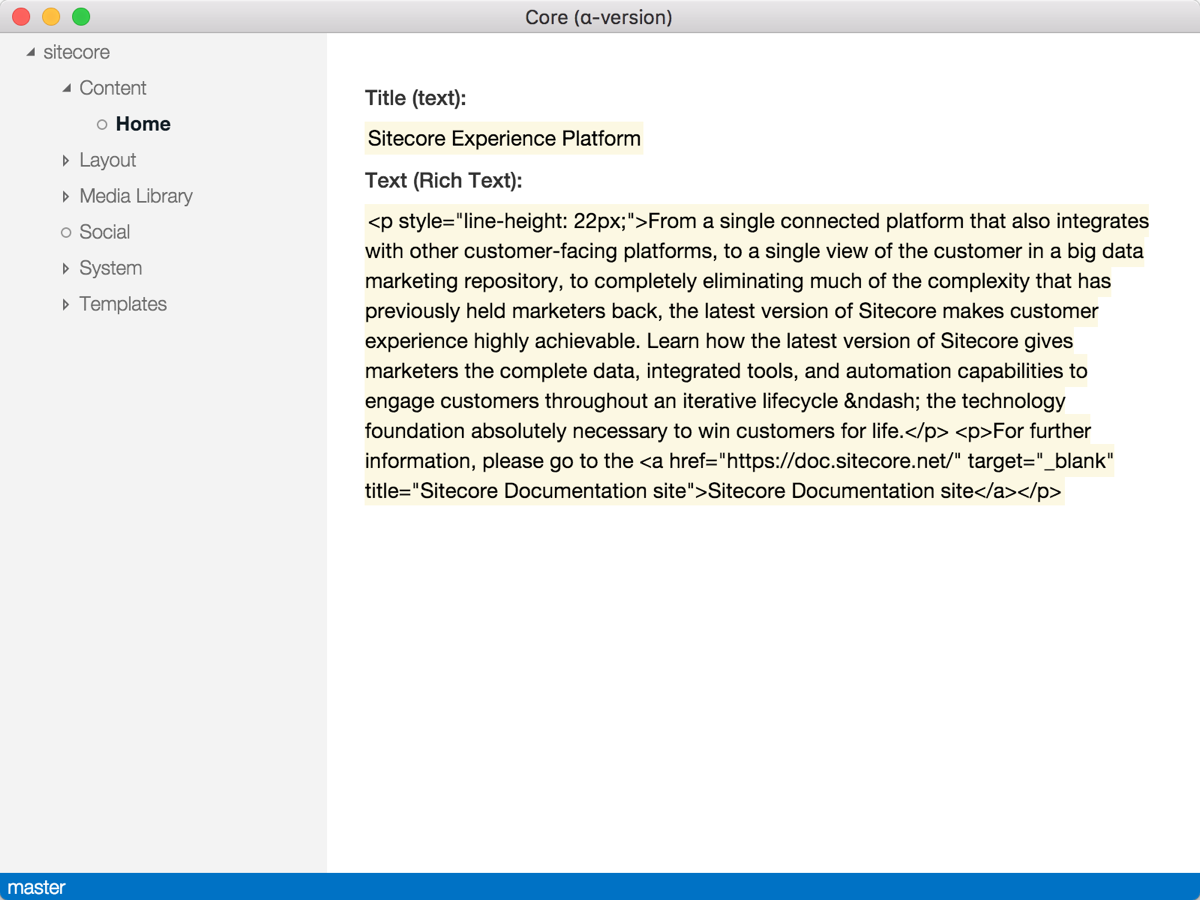 Core (α-version)
sitecore
Content
Home
Layout
Media Library
Social
System
Templates
Title (text):
Sitecore Experience Platform
Text (Rich Text):
<p style="line-height: 22px;">From a single connected platform that also integrates
with other customer-facing platforms, to a single view of the customer in a big data
marketing repository, to completely eliminating much of the complexity that has
previously held marketers back, the latest version of Sitecore makes customer
experience highly achievable. Learn how the latest version of Sitecore gives
marketers the complete data, integrated tools, and automation capabilities to
engage customers throughout an iterative lifecycle &ndash; the technology
foundation absolutely necessary to win customers for life.</p> <p>For further
information, please go to the <a href="https://doc.sitecore.net/" target="_blank"
title="Sitecore Documentation site">Sitecore Documentation site</a></p>
master